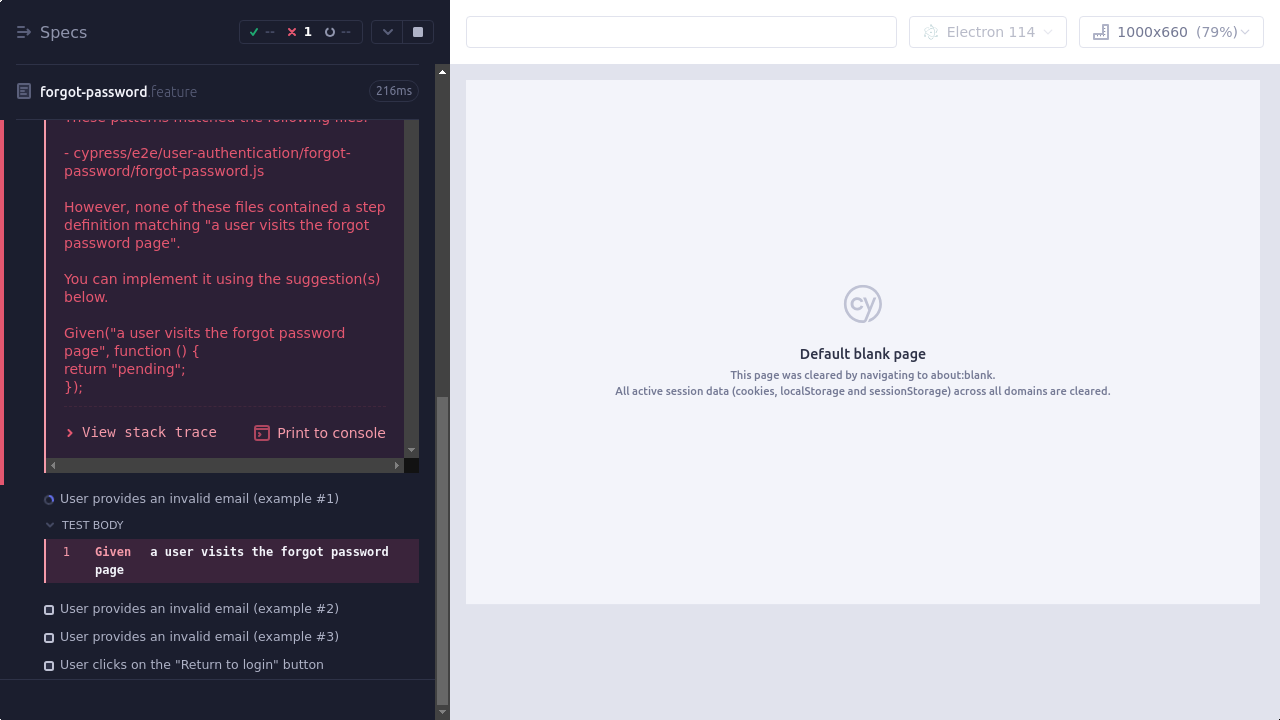 Specs
--
1
--
Electron 114
1000x660 (79%)
forgot-password.feature
216ms
These patterns matched the following files:
- cypress/e2e/user-authentication/forgot-
password/forgot-password.js
However, none of these files contained a step
definition matching "a user visits the forgot
password page".
You can implement it using the suggestion(s)
below.
Given("a user visits the forgot password
page", function () {
return "pending";
});
View stack trace
Print to console
User provides an invalid email (example #1)
TEST BODY
1 Given a user visits the forgot password
page
User provides an invalid email (example #2)
User provides an invalid email (example #3)
User clicks on the "Return to login" button
cy
Default blank page
This page was cleared by navigating to about:blank.
All active session data (cookies, localStorage and sessionStorage) across all domains are cleared.